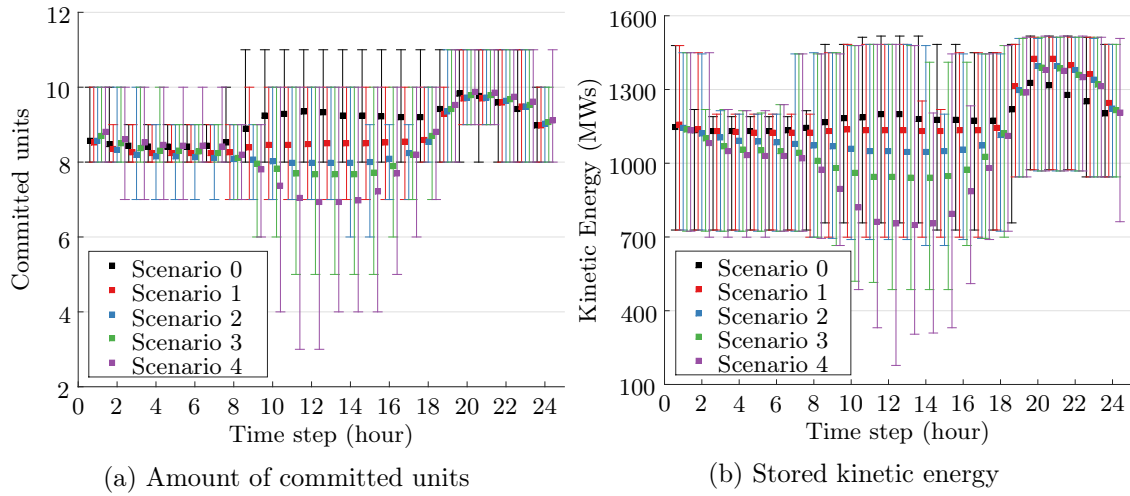 12
10
8
6
4
2
Committed units
Scenario 0
Scenario 1
Scenario 2
Scenario 3
Scenario 4
0 2 4 6 8 10 12 14 16 18 20 22 24
Time step (hour)
(a) Amount of committed units
1600
1300
1000
700
400
100
Kinetic Energy (MWs)
Scenario 0
Scenario 1
Scenario 2
Scenario 3
Scenario 4
0 2 4 6 8 10 12 14 16 18 20 22 24
Time step (hour)
(b) Stored kinetic energy